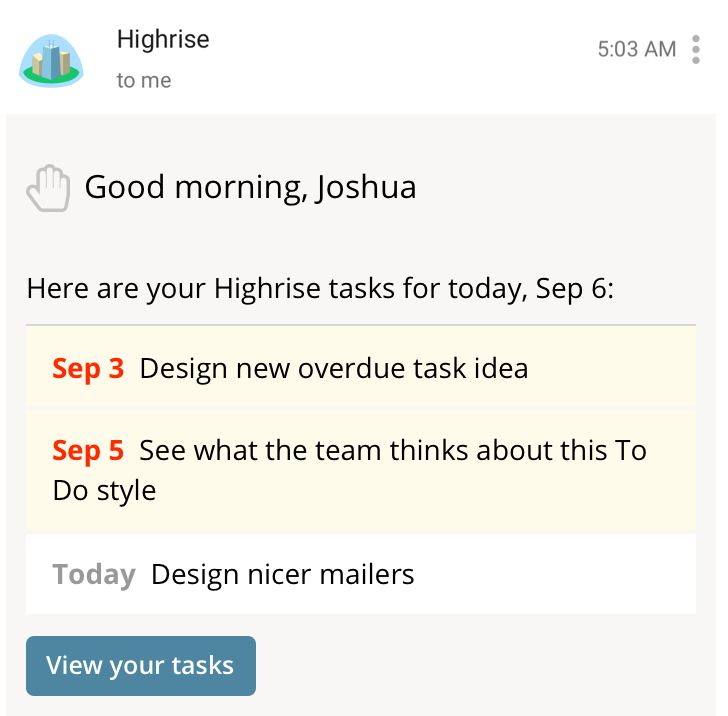 Highrise
5:03 AM
to me
Good morning, Joshua
Here are your Highrise tasks for today, Sep 6:
Sep 3 Design new overdue task idea
Sep 5 See what the team thinks about this To
Do style
Today Design nicer mailers
View your tasks